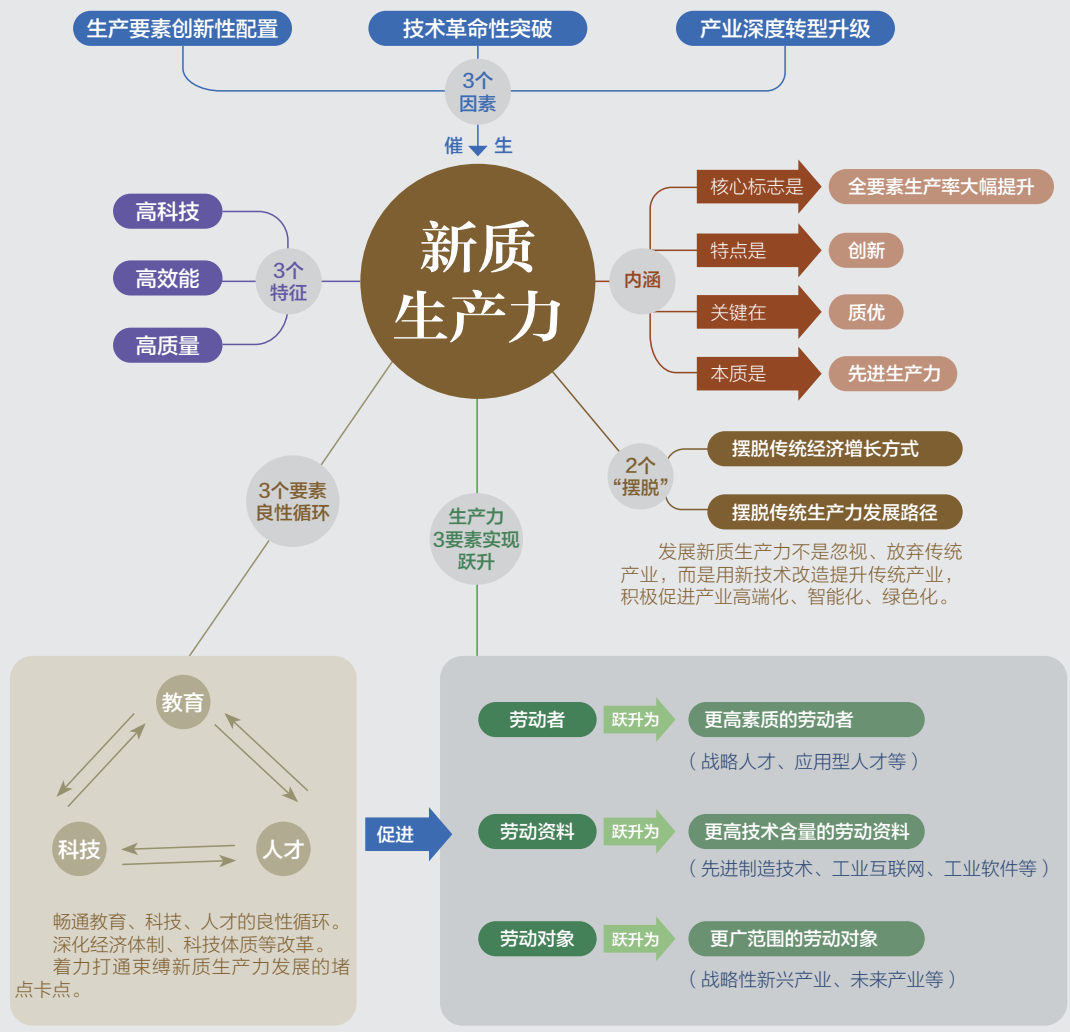 生产要素创新性配置
技术革命性突破
产业深度转型升级
3个
因素
催 生
新质
生产力
高科技
高效能
高质量
3个
特征
内涵
核心标志是
全要素生产率大幅提升
特点是
创新
关键在
质优
本质是
先进生产力
2个
“摆脱”
摆脱传统经济增长方式
摆脱传统生产力发展路径
发展新质生产力不是忽视、放弃传统
产业，而是用新技术改造提升传统产业，
积极促进产业高端化、智能化、绿色化。
3个要素
良性循环
生产力
3要素实现
跃升
教育
科技
人才
畅通教育、科技、人才的良性循环。
深化经济体制、科技体质等改革。
着力打通束缚新质生产力发展的堵
点卡点。
促进
劳动者
跃升为
更高素质的劳动者
（战略人才、应用型人才等）
劳动资料
跃升为
更高技术含量的劳动资料
（先进制造技术、工业互联网、工业软件等）
劳动对象
跃升为
更广范围的劳动对象
（战略性新兴产业、未来产业等）